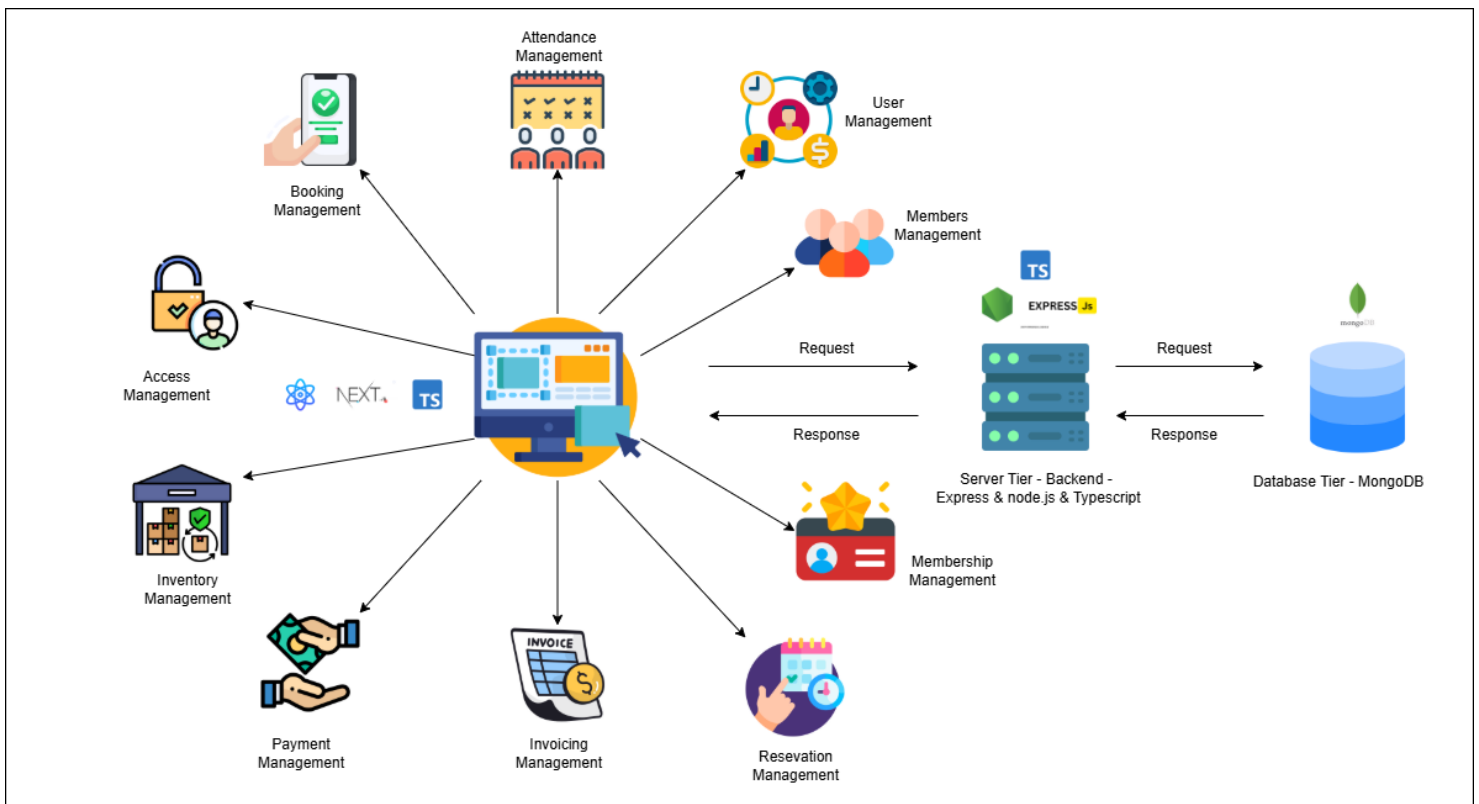 Attendance
Management
User
Management
Booking
Management
Members
Management
TS
EXPRESS Js
mongoDB
Request
Request
Access
Management
NEXT
TS
Response
Response
Server Tier - Backend -
Express & node.js & Typescript
Database Tier - MongoDB
Inventory
Management
Membership
Management
INVOICE
$
Payment
Management
Invoicing
Management
Resevation
Management